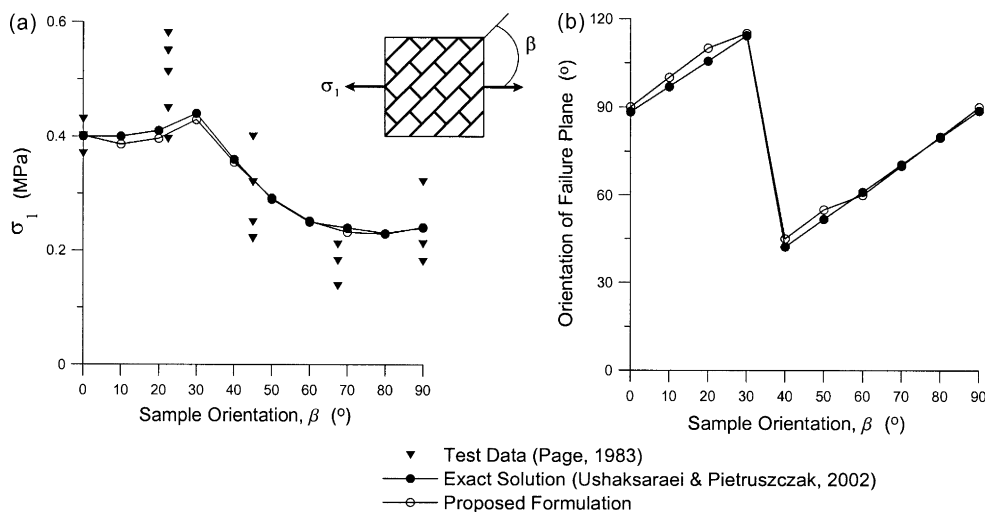 (a)
0.6
0.4
0.2
0
σ1 (MPa)
0 10 20 30 40 50 60 70 80 90
Sample Orientation, β (°)
σ1
β
(b)
120
90
60
30
0
Orientation of Failure Plane (°)
0 10 20 30 40 50 60 70 80 90
Sample Orientation, β (°)
Test Data (Page, 1983)
Exact Solution (Ushaksaraei & Pietruszczak, 2002)
Proposed Formulation